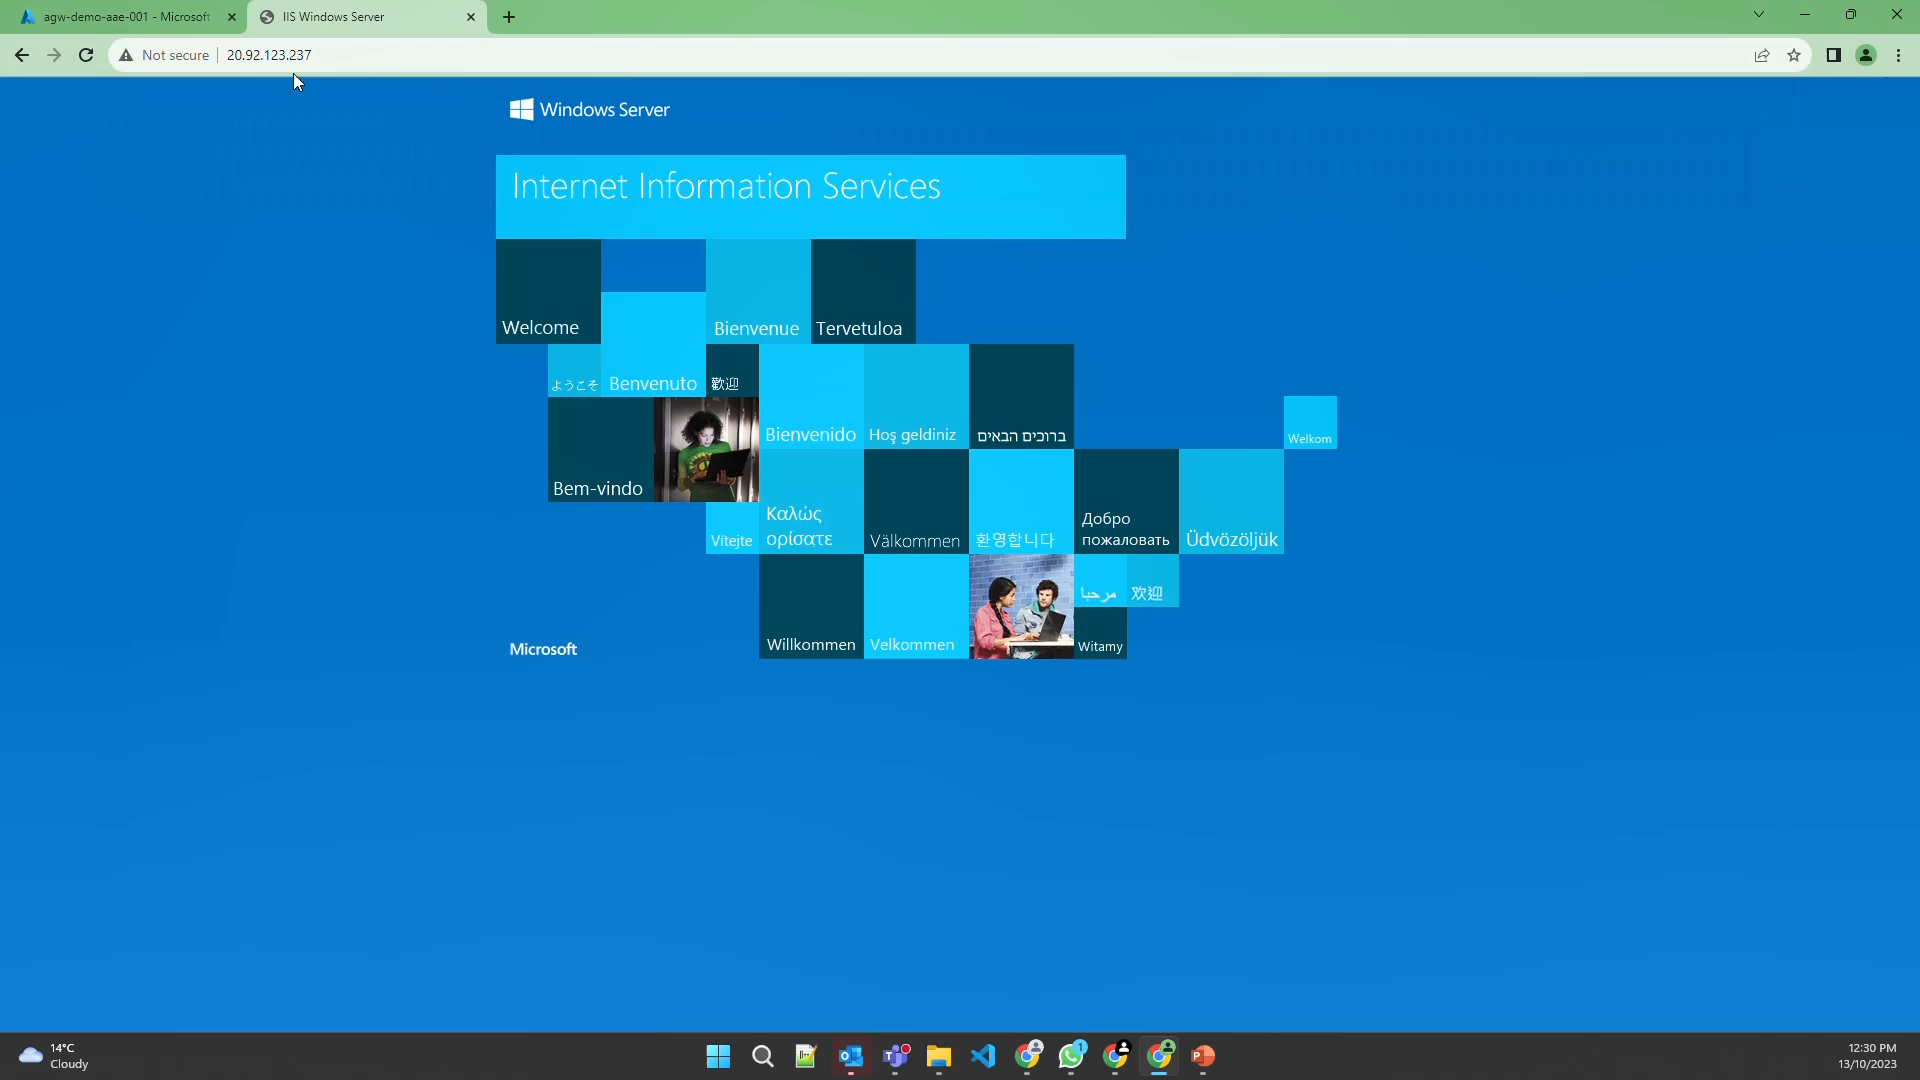 agw-demo-aae-001 - Microsoft
IIS Windows Server
Not secure
20.92.123.237
Windows Server
Internet Information Services
Welcome
Bienvenue
Tervetuloa
ようこそ
Benvenuto
歡迎
Bienvenido
Hoş geldiniz
ברוכים הבאים
Welkom
Bem-vindo
Vítejte
Καλώς
ορίσατε
Välkommen
환영합니다
Добро
пожаловать
Üdvözöljük
Microsoft
Willkommen
Velkommen
مرحبا
欢迎
Witamy
14°C
Cloudy
1
12:30 PM
13/10/2023